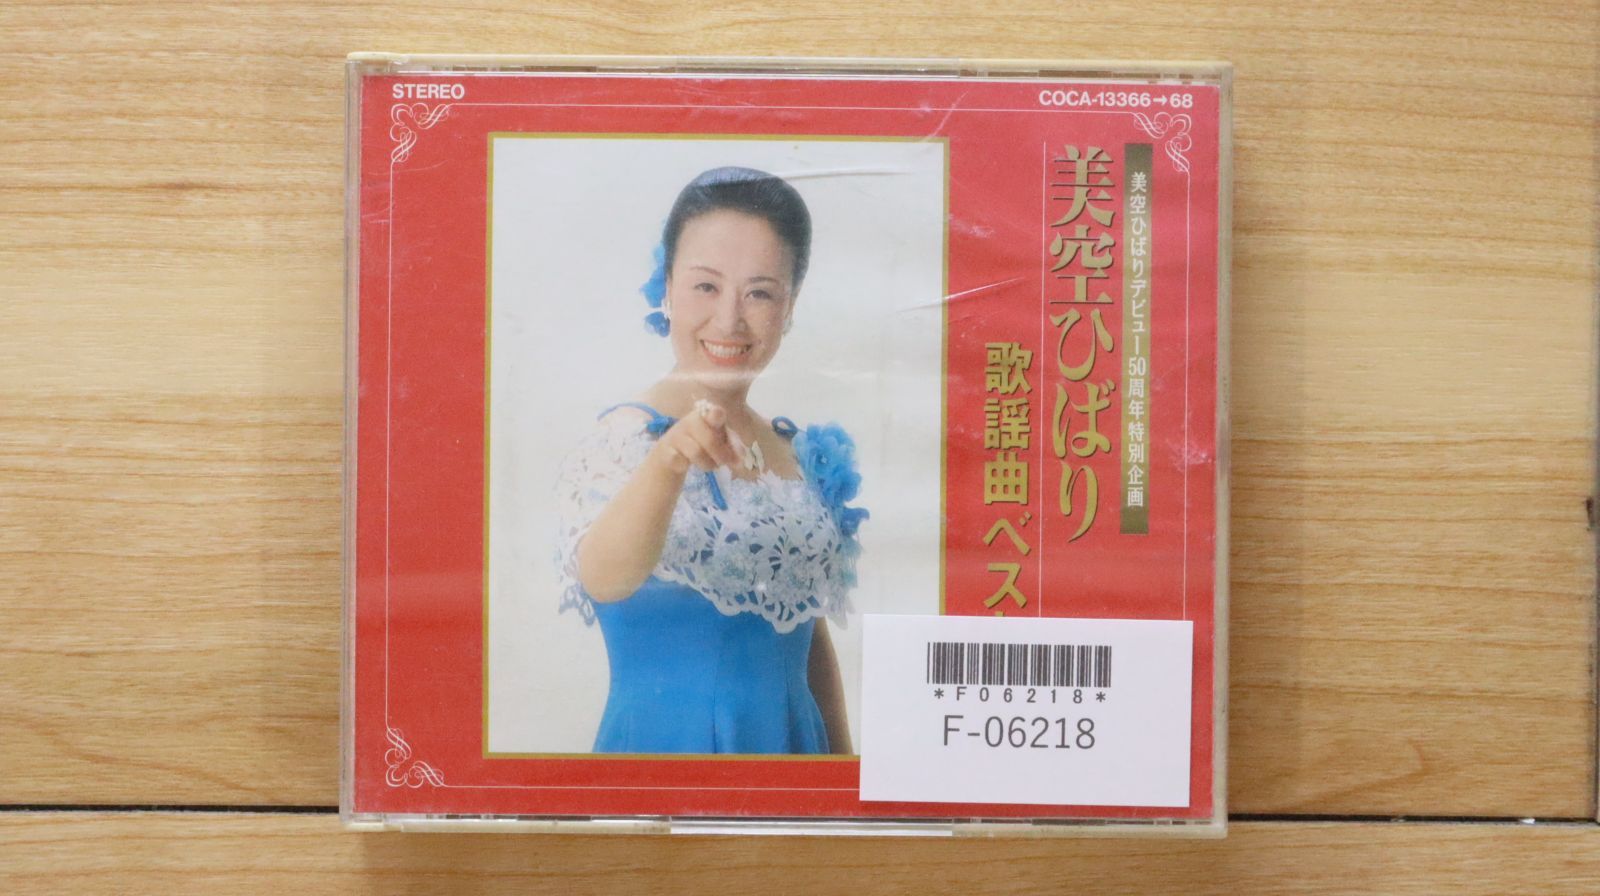 STEREO
COCA-13366→68
美空ひばりデビュー50周年特別企画
美空ひばり
歌謡曲 ベス
*F06218*
F-06218